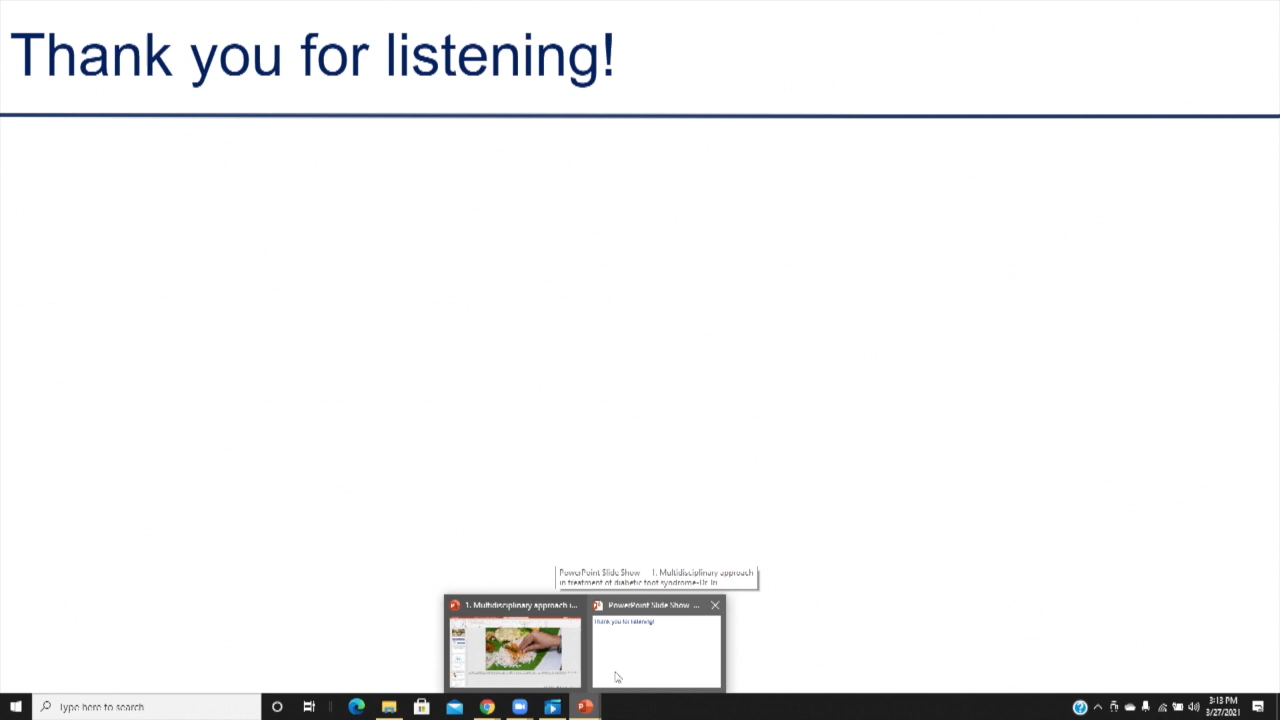 Thank you for listening!
PowerPoint Slide Show - 1. Multidisciplinary approach
in treatment of diabetic foot syndrome-Dr
1. Multidisciplinary approach i...
PowerPoint Slide Show ...
Thank you for listening!
Type here to search
3:13 PM
3/27/2021